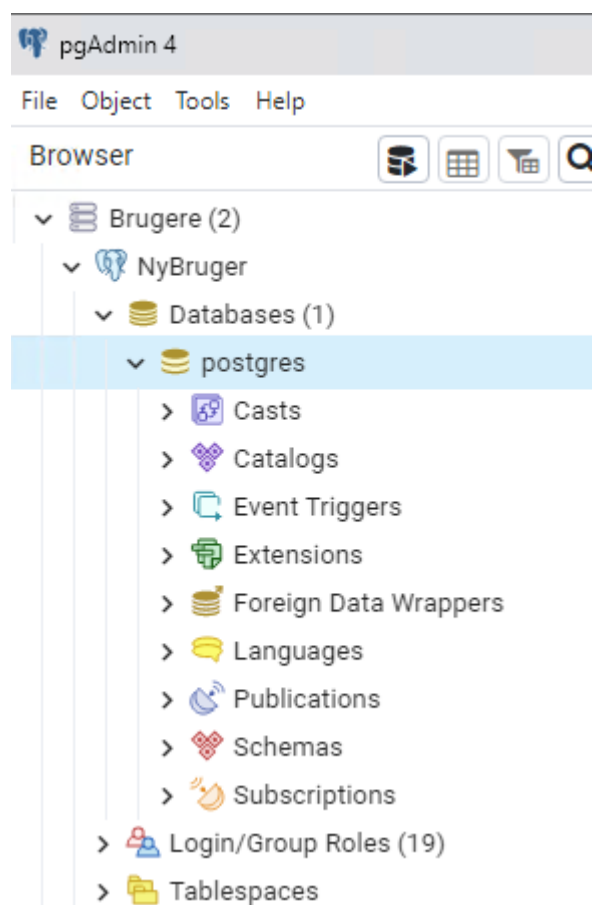 pgAdmin 4
File Object Tools Help
Browser
Brugere (2)
NyBruger
Databases (1)
postgres
Casts
Catalogs
Event Triggers
Extensions
Foreign Data Wrappers
Languages
Publications
Schemas
Subscriptions
Login/Group Roles (19)
Tablespaces